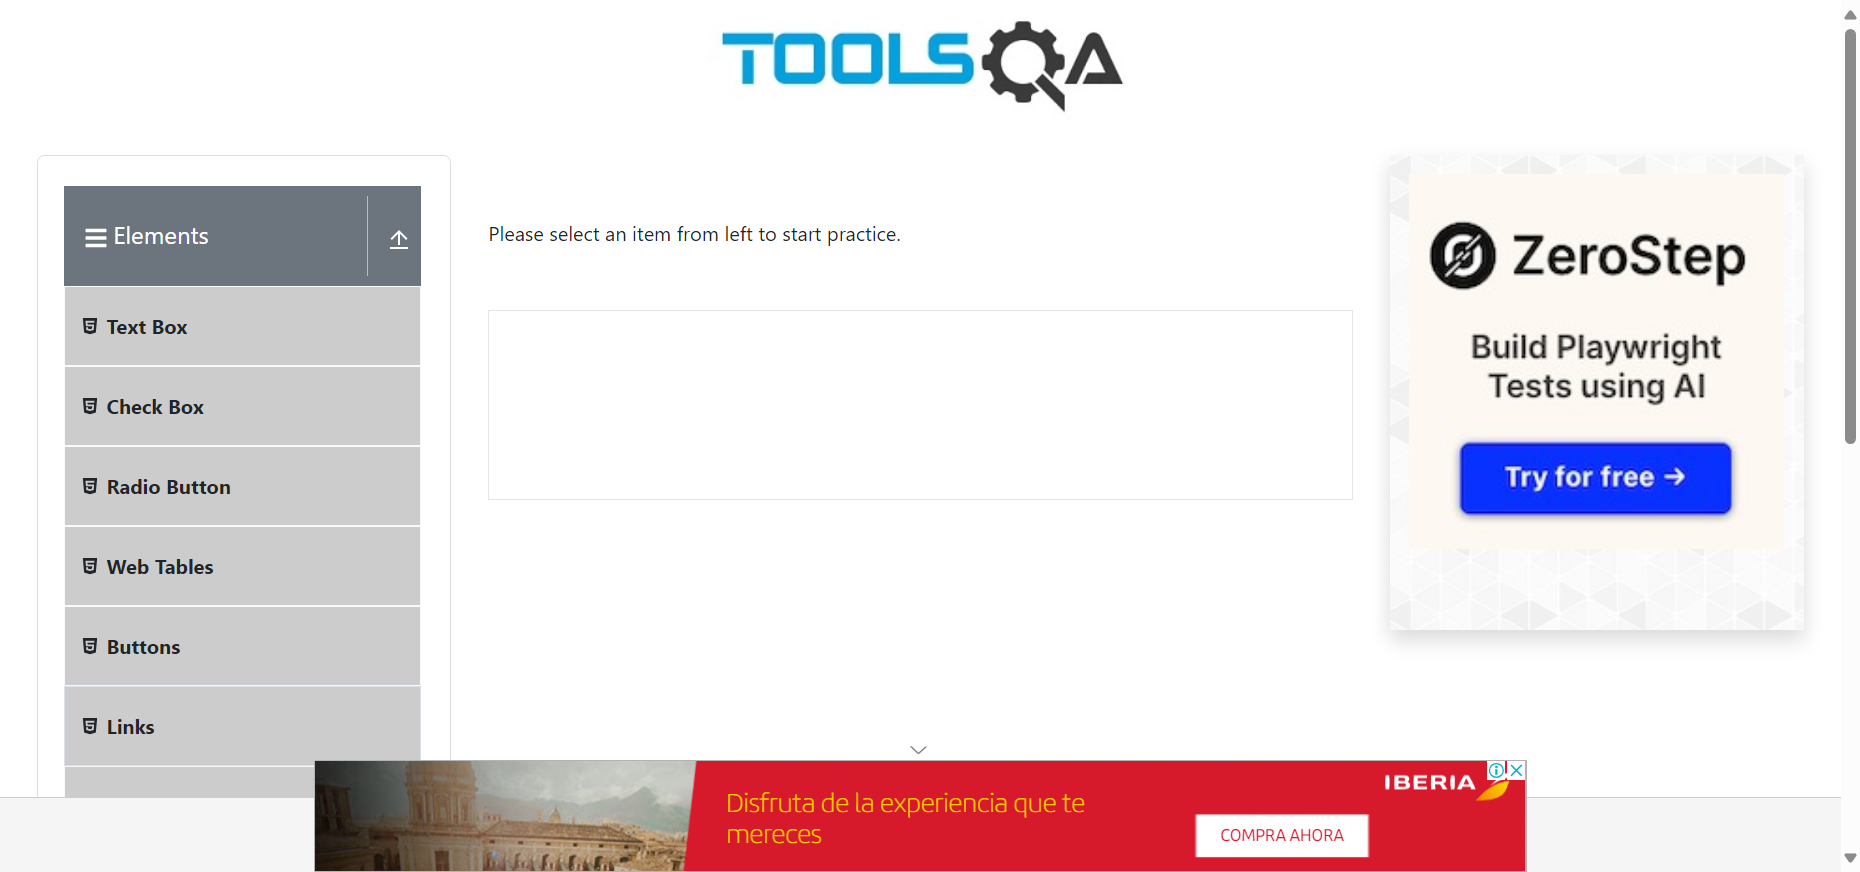 TOOLSQA
Elements
Text Box
Check Box
Radio Button
Web Tables
Buttons
Links
Please select an item from left to start practice.
ZeroStep
Build Playwright
Tests using AI
Try for free →
Disfruta de la experiencia que te
mereces
COMPRA AHORA
IBERIA